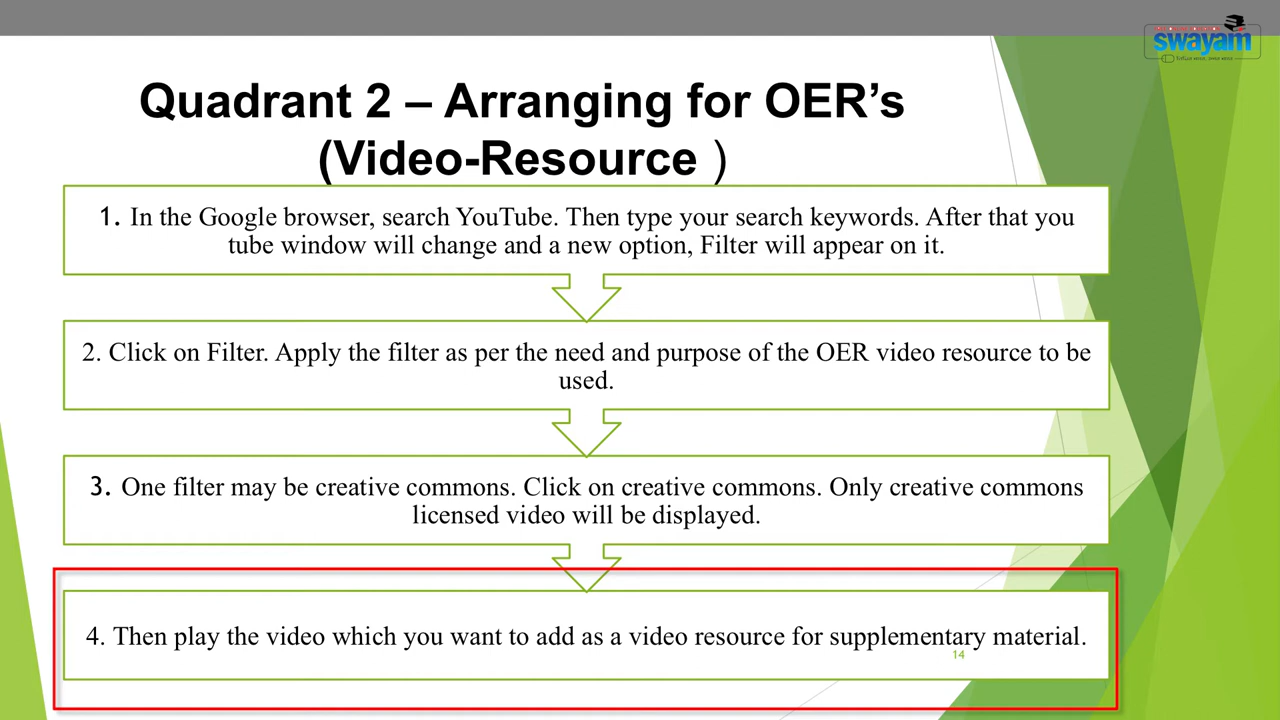 swayam
Quadrant 2 – Arranging for OER’s
(Video-Resource )
1. In the Google browser, search YouTube. Then type your search keywords. After that you
tube window will change and a new option, Filter will appear on it.
2. Click on Filter. Apply the filter as per the need and purpose of the OER video resource to be
used.
3. One filter may be creative commons. Click on creative commons. Only creative commons
licensed video will be displayed.
4. Then play the video which you want to add as a video resource for supplementary material.
14